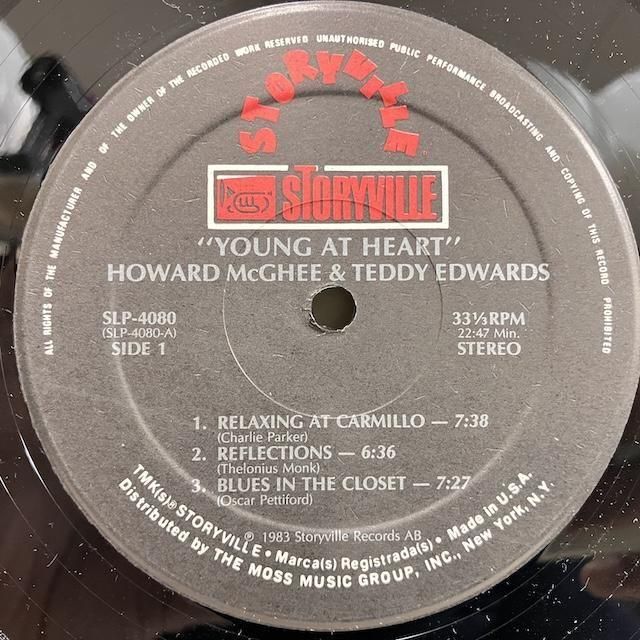 ALL RIGHTS OF THE MANUFACTURER AND OF THE OWNER OF THE RECORDED WORK RESERVED UNAUTHORISED PUBLIC PERFORMANCE BROADCASTING AND COPYING OF THIS RECORD PROHIBITED
STORYVILLE
STORYVILLE
"YOUNG AT HEART"
HOWARD McGHEE & TEDDY EDWARDS
SLP-4080
(SLP-4080-A)
SIDE 1
33⅓ RPM
22:47 Min.
STEREO
1. RELAXING AT CARMILLO — 7:38
(Charlie Parker)
2. REFLECTIONS — 6:36
(Thelonius Monk)
3. BLUES IN THE CLOSET — 7:27
(Oscar Pettiford)
℗ 1983 Storyville Records AB
TMK(s)® STORYVILLE • Marca(s) Registrada(s) • Made in U.S.A.
Distributed by THE MOSS MUSIC GROUP, INC., New York, N.Y.